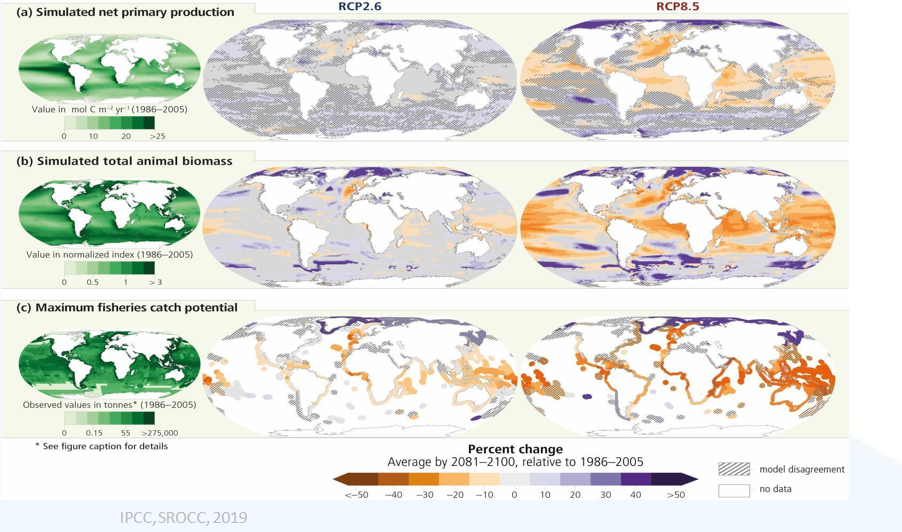 RCP2.6
RCP8.5
(a) Simulated net primary production
Value in mol C m⁻² yr⁻¹ (1986–2005)
0 10 20 >25
(b) Simulated total animal biomass
Value in normalized index (1986–2005)
0 0.5 1 > 3
(c) Maximum fisheries catch potential
Observed values in tonnes* (1986–2005)
0 0.15 55 >275,000
* See figure caption for details
Percent change
Average by 2081–2100, relative to 1986–2005
<–50 –40 –30 –20 –10 0 10 20 30 40 >50
model disagreement
no data
IPCC, SROCC, 2019